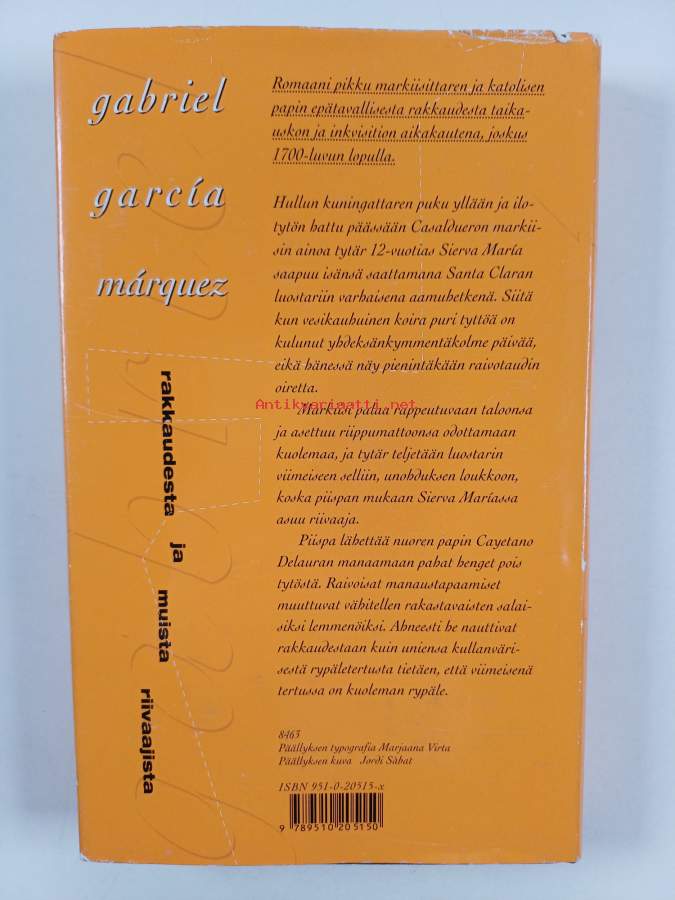 gabriel
garcía
márquez
rakkaudesta ja muista riivaajista
Romaani pikku markiisittaren ja katolisen
papin epätavallisesta rakkaudesta taika-
uskon ja inkvisition aikakautena, joskus
1700-luvun lopulla.
Hullun kuningattaren puku yllään ja ilo-
tytön hattu päässään Casaldueron markii-
sin ainoa tytär 12-vuotias Sierva María
saapuu isänsä saattamana Santa Claran
luostariin varhaisena aamuhetkenä. Siitä
kun vesikauhuinen koira puri tyttöä on
kulunut yhdeksänkymmentäkolme päivää,
eikä hänessä näy pienintäkään raivotaudin
oiretta.
Antikvariaatti.net
Markiisi palaa rappeutuvaan taloonsa
ja asettuu riippumattoonsa odottamaan
kuolemaa, ja tytär teljetään luostarin
viimeiseen selliin, unohduksen loukkoon,
koska piispan mukaan Sierva Maríassa
asuu riivaaja.
Piispa lähettää nuoren papin Cayetano
Delauran manaamaan pahat henget pois
tytöstä. Raivoisat manaustapaamiset
muuttuvat vähitellen rakastavaisten salai-
siksi lemmenöiksi. Ahneesti he nauttivat
rakkaudestaan kuin uniensa kullanväri-
sestä rypäletertusta tietäen, että viimeisenä
tertussa on kuoleman rypäle.
8463
Päällyksen typografia Marjaana Virta
Päällyksen kuva Jordi Sàbat
ISBN 951-0-20515-x
9 789510 205150